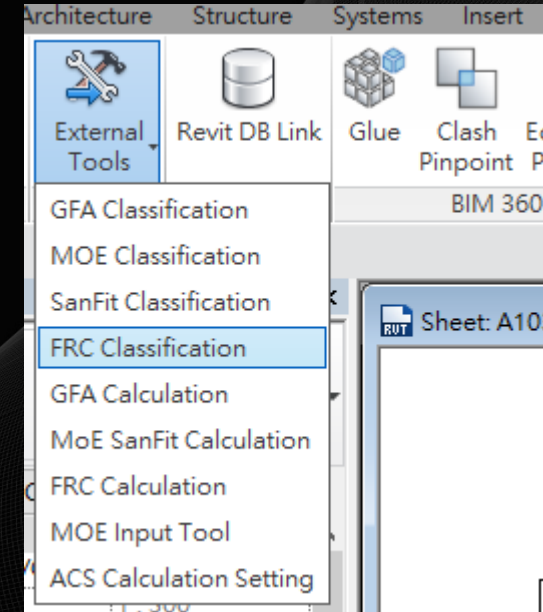 Architecture Structure Systems Insert
External Tools
Revit DB Link
Glue
Clash Pinpoint
BIM 360
GFA Classification
MOE Classification
SanFit Classification
FRC Classification
GFA Calculation
MoE SanFit Calculation
FRC Calculation
MOE Input Tool
ACS Calculation Setting
RVT Sheet: A10